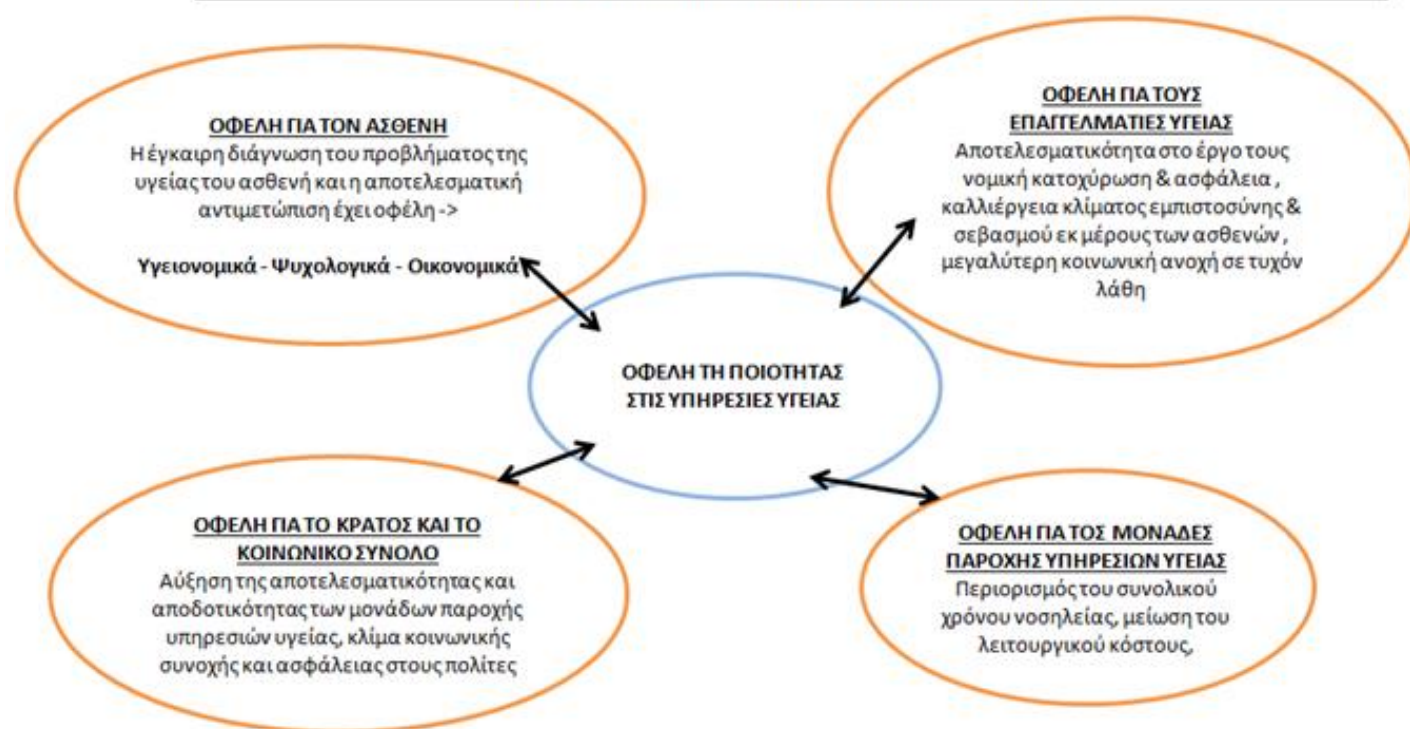 ΟΦΕΛΗ ΓΙΑ ΤΟΝ ΑΣΘΕΝΗ
Η έγκαιρη διάγνωση του προβλήματος της
υγείας του ασθενή και η αποτελεσματική
αντιμετώπιση έχει οφέλη ->
Υγειονομικά - Ψυχολογικά - Οικονομικά
ΟΦΕΛΗ ΓΙΑ ΤΟΥΣ
ΕΠΑΓΓΕΛΜΑΤΙΕΣ ΥΓΕΙΑΣ
Αποτελεσματικότητα στο έργο τους
νομική κατοχύρωση & ασφάλεια ,
καλλιέργεια κλίματος εμπιστοσύνης &
σεβασμού εκ μέρους των ασθενών ,
μεγαλύτερη κοινωνική ανοχή σε τυχόν
λάθη
ΟΦΕΛΗ ΤΗ ΠΟΙΟΤΗΤΑΣ
ΣΤΙΣ ΥΠΗΡΕΣΙΕΣ ΥΓΕΙΑΣ
ΟΦΕΛΗ ΓΙΑ ΤΟ ΚΡΑΤΟΣ ΚΑΙ ΤΟ
ΚΟΙΝΩΝΙΚΟ ΣΥΝΟΛΟ
Αύξηση της αποτελεσματικότητας και
αποδοτικότητας των μονάδων παροχής
υπηρεσιών υγείας, κλίμα κοινωνικής
συνοχής και ασφάλειας στους πολίτες
ΟΦΕΛΗ ΓΙΑ ΤΟΣ ΜΟΝΑΔΕΣ
ΠΑΡΟΧΗΣ ΥΠΗΡΕΣΙΩΝ ΥΓΕΙΑΣ
Περιορισμός του συνολικού
χρόνου νοσηλείας, μείωση του
λειτουργικού κόστους,